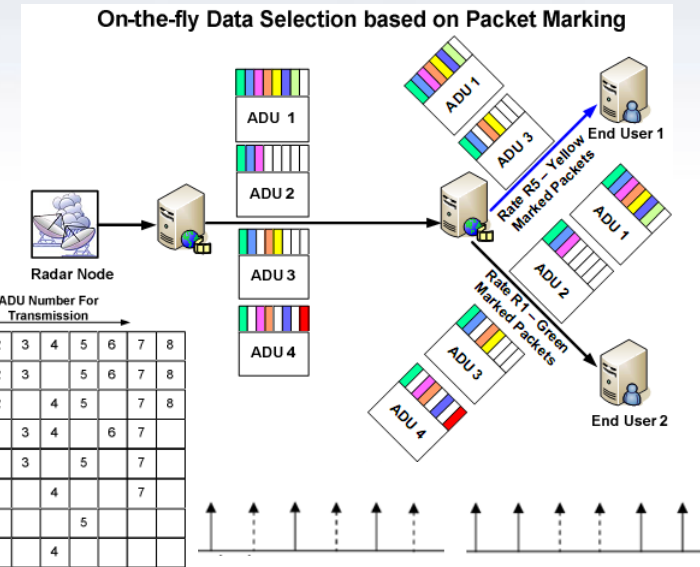 On-the-fly Data Selection based on Packet Marking
ADU 1
ADU 2
ADU 3
ADU 4
Radar Node
ADU 1
ADU 3
End User 1
Rate R5 – Yellow
Marked Packets
ADU 1
ADU 2
Rate R1 – Green
Marked Packets
ADU 3
ADU 4
End User 2
ADU Number For
Transmission
3 4 5 6 7 8
3 5 6 7 8
4 5 7 8
3 4 6 7
3 5 7
4 7
5
4